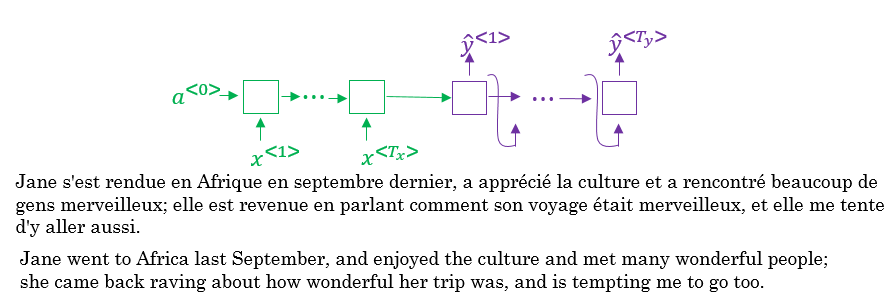 ŷ<1> ŷ<Ty>
a<0> ... ...
x<1> x<Tx>
Jane s'est rendue en Afrique en septembre dernier, a apprécié la culture et a rencontré beaucoup de
gens merveilleux; elle est revenue en parlant comment son voyage était merveilleux, et elle me tente
d'y aller aussi.
Jane went to Africa last September, and enjoyed the culture and met many wonderful people;
she came back raving about how wonderful her trip was, and is tempting me to go too.